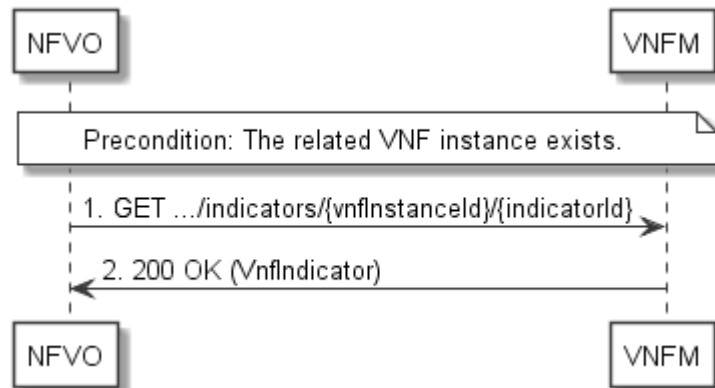 NFVO
VNFM
Precondition: The related VNF instance exists.
1. GET .../indicators/{vnfInstanceId}/{indicatorId}
2. 200 OK (VnfIndicator)
NFVO
VNFM